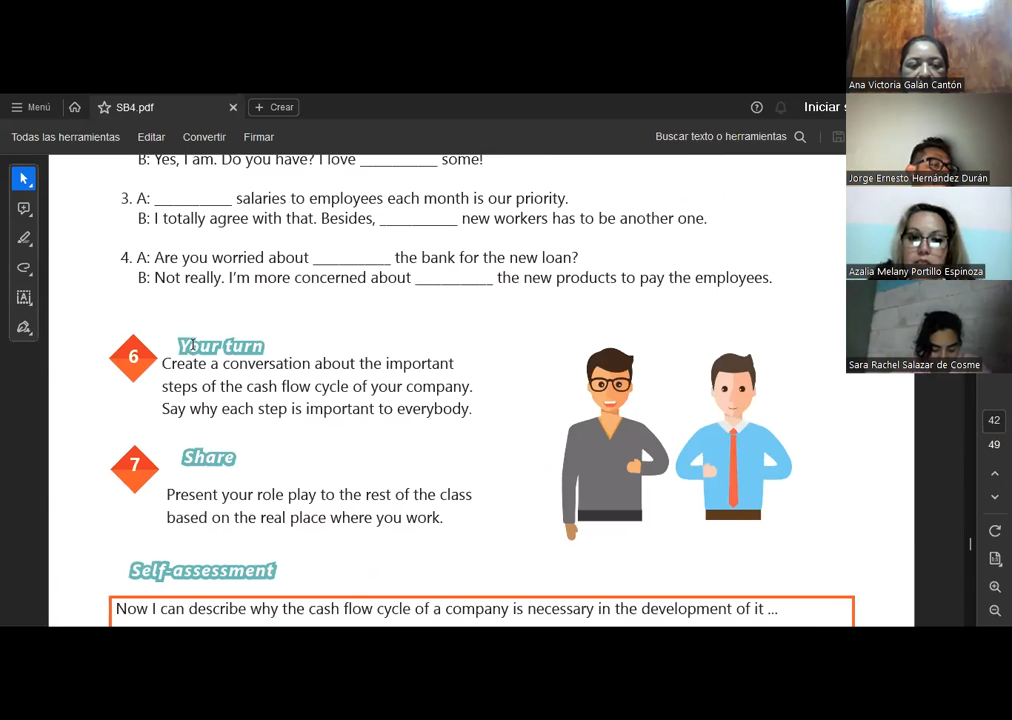 Menú
SB4.pdf
Crear
Iniciar s
Todas las herramientas
Editar
Convertir
Firmar
Buscar texto o herramientas
B: Yes, I am. Do you have? I love __________ some!
3. A: __________ salaries to employees each month is our priority.
B: I totally agree with that. Besides, __________ new workers has to be another one.
4. A: Are you worried about __________ the bank for the new loan?
B: Not really. I'm more concerned about __________ the new products to pay the employees.
6
Your turn
Create a conversation about the important
steps of the cash flow cycle of your company.
Say why each step is important to everybody.
7
Share
Present your role play to the rest of the class
based on the real place where you work.
Self-assessment
Now I can describe why the cash flow cycle of a company is necessary in the development of it ...
42
49
Ana Victoria Galán Cantón
Jorge Ernesto Hernández Durán
Azalia Melany Portillo Espinoza
Sara Rachel Salazar de Cosme